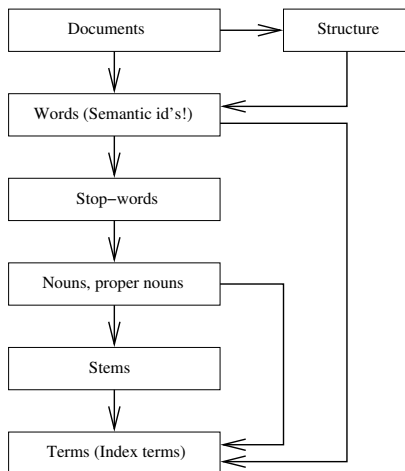 Documents
Structure
Words (Semantic id's!)
Stop−words
Nouns, proper nouns
Stems
Terms (Index terms)